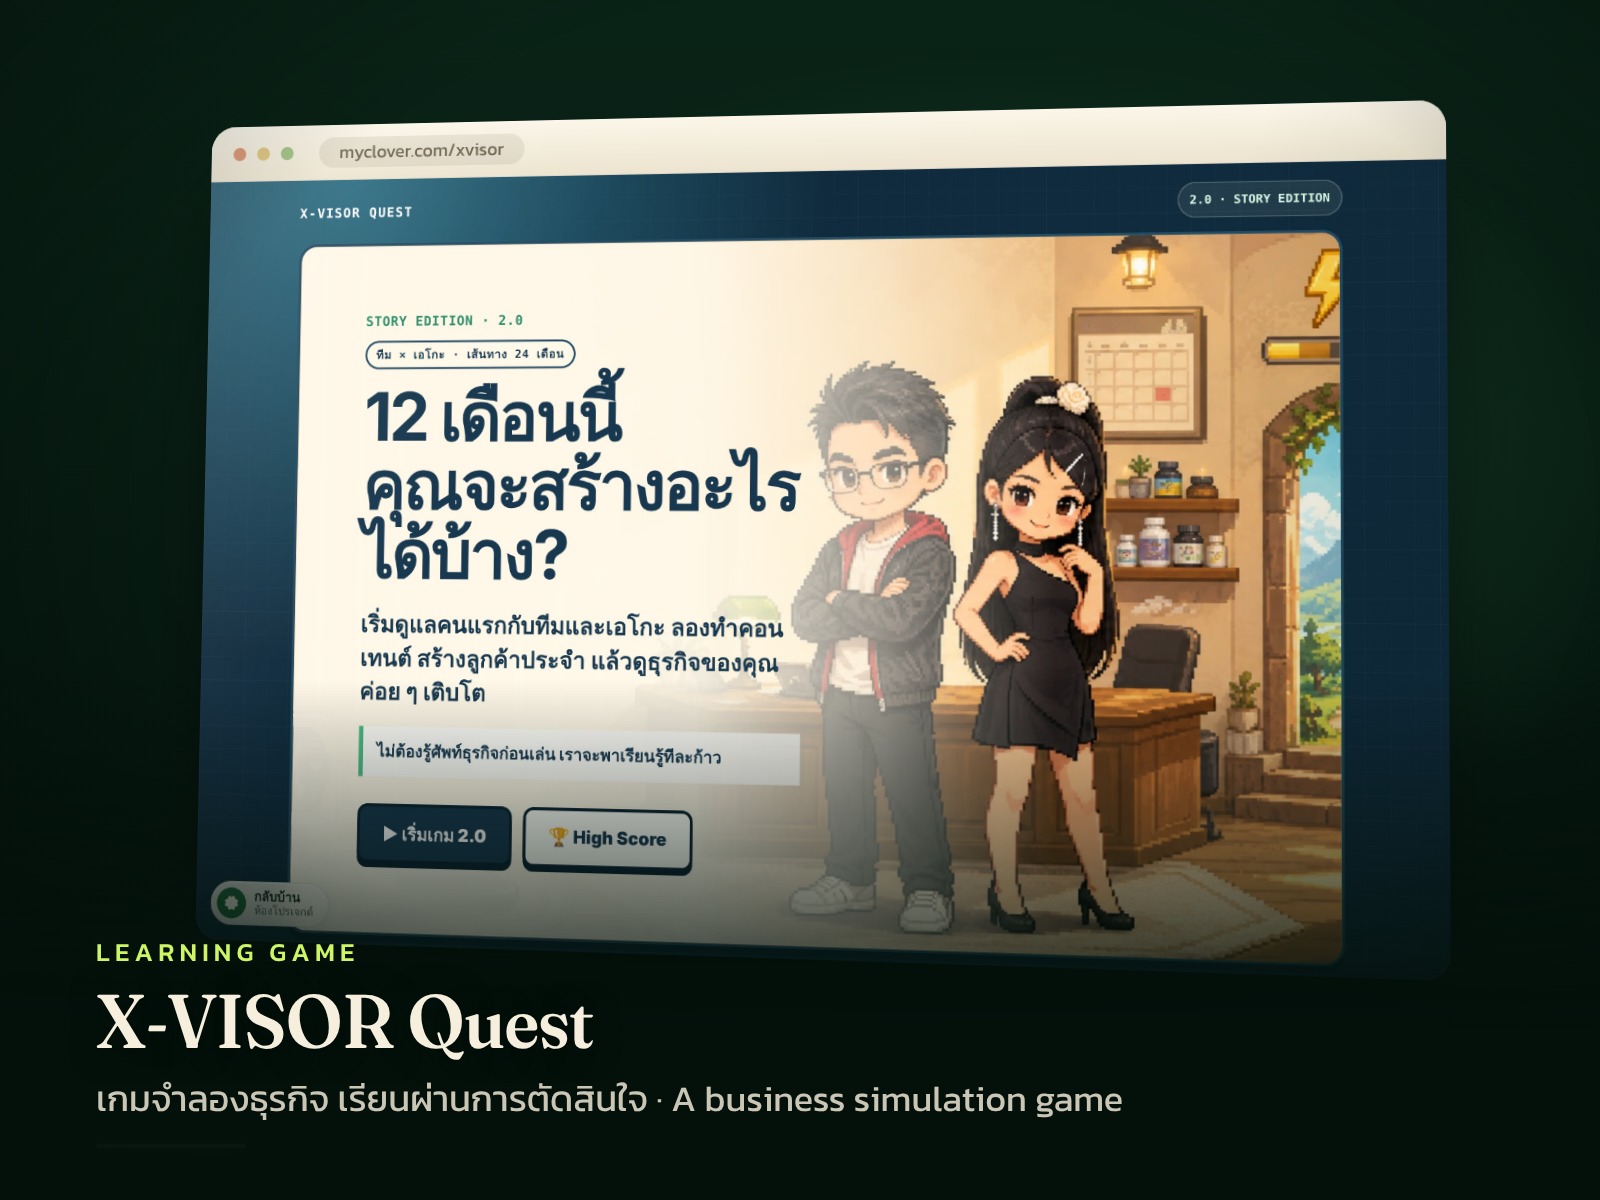 myclover.com/xvisor
X-VISOR QUEST
2.0 · STORY EDITION
STORY EDITION · 2.0
ทีม × เอโกะ · เส้นทาง 24 เดือน
12 เดือนนี้
คุณจะสร้างอะไร
ได้บ้าง?
เริ่มดูแลคนแรกกับทีมและเอโกะ ลองทำคอน
เทนต์ สร้างลูกค้าประจำ แล้วดูธุรกิจของคุณ
ค่อย ๆ เติบโต
ไม่ต้องรู้ศัพท์ธุรกิจก่อนเล่น เราจะพาเรียนรู้ทีละก้าว
▶ เริ่มเกม 2.0
🏆 High Score
กลับบ้าน
ห้องโปรเจกต์
LEARNING GAME
X-VISOR Quest
เกมจำลองธุรกิจ เรียนผ่านการตัดสินใจ · A business simulation game